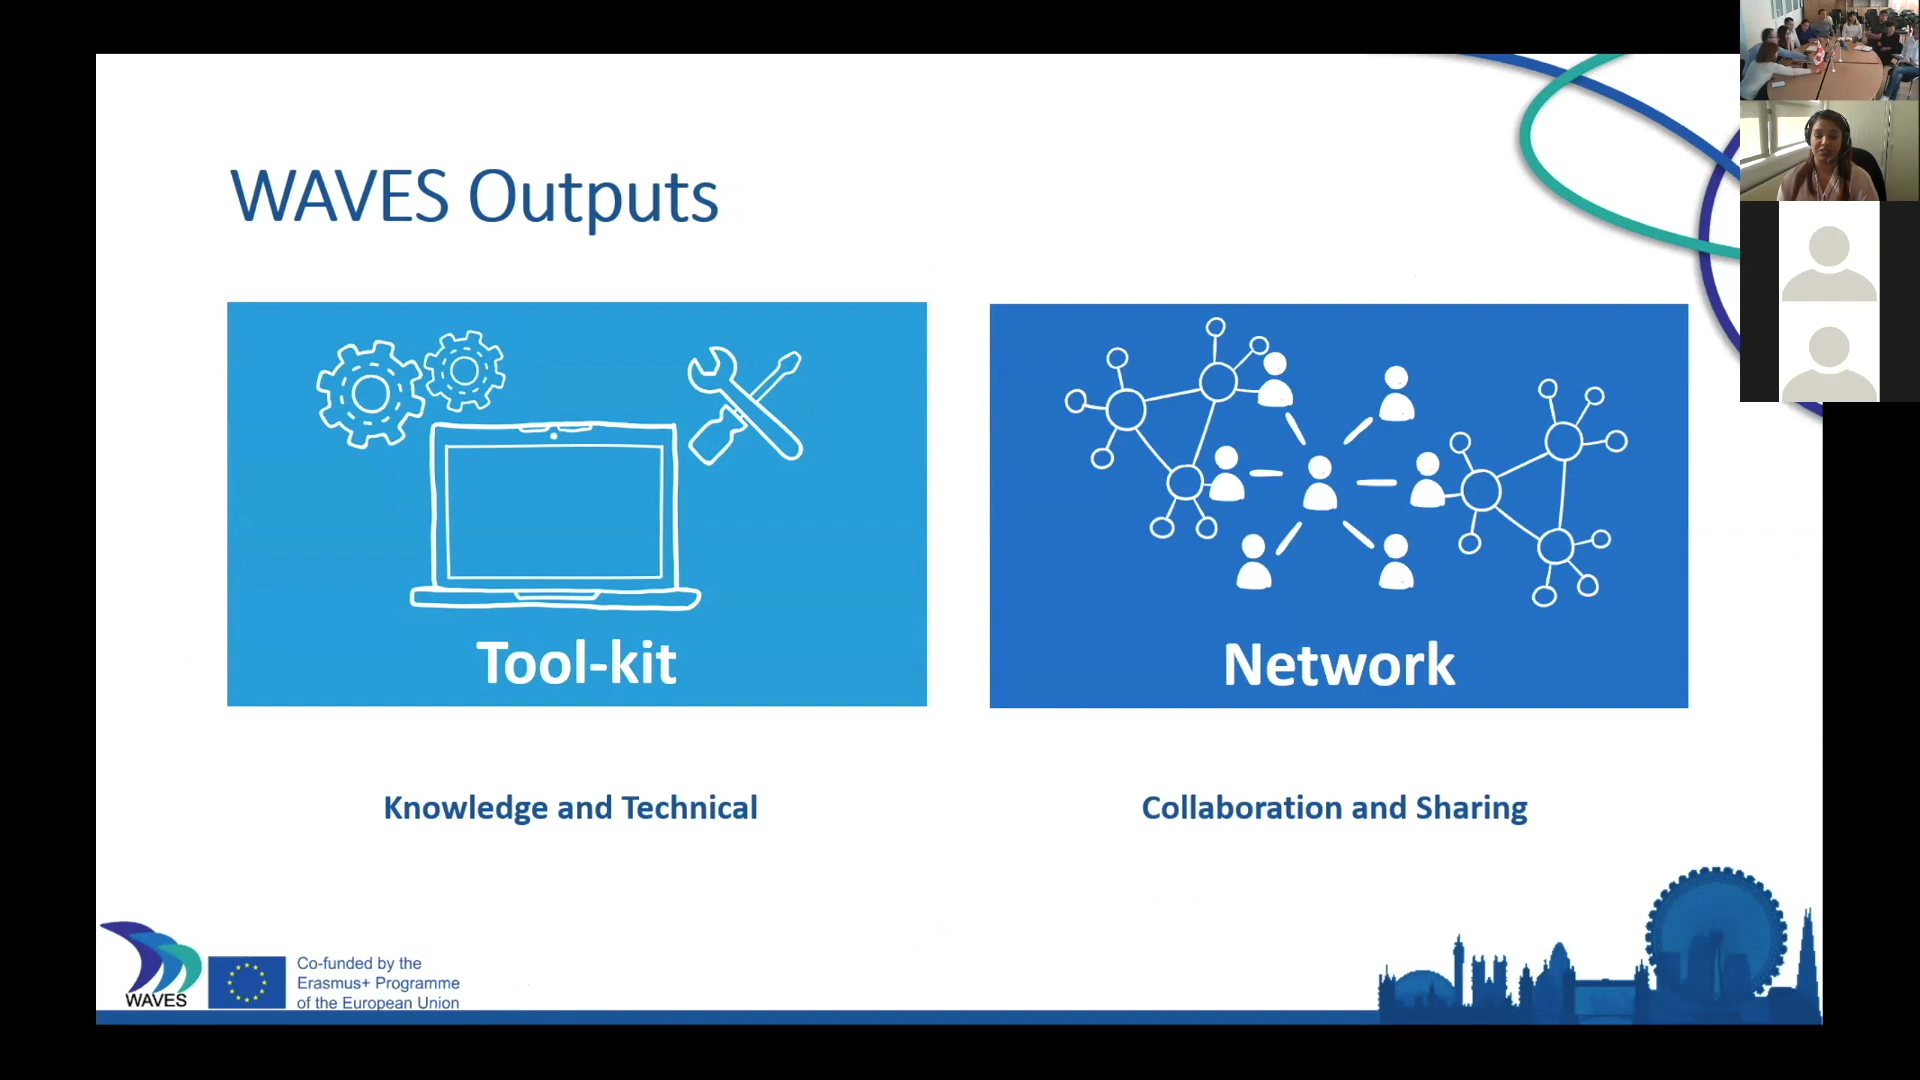 WAVES Outputs
Tool-kit
Network
Knowledge and Technical
Collaboration and Sharing
WAVES
Co-funded by the
Erasmus+ Programme
of the European Union